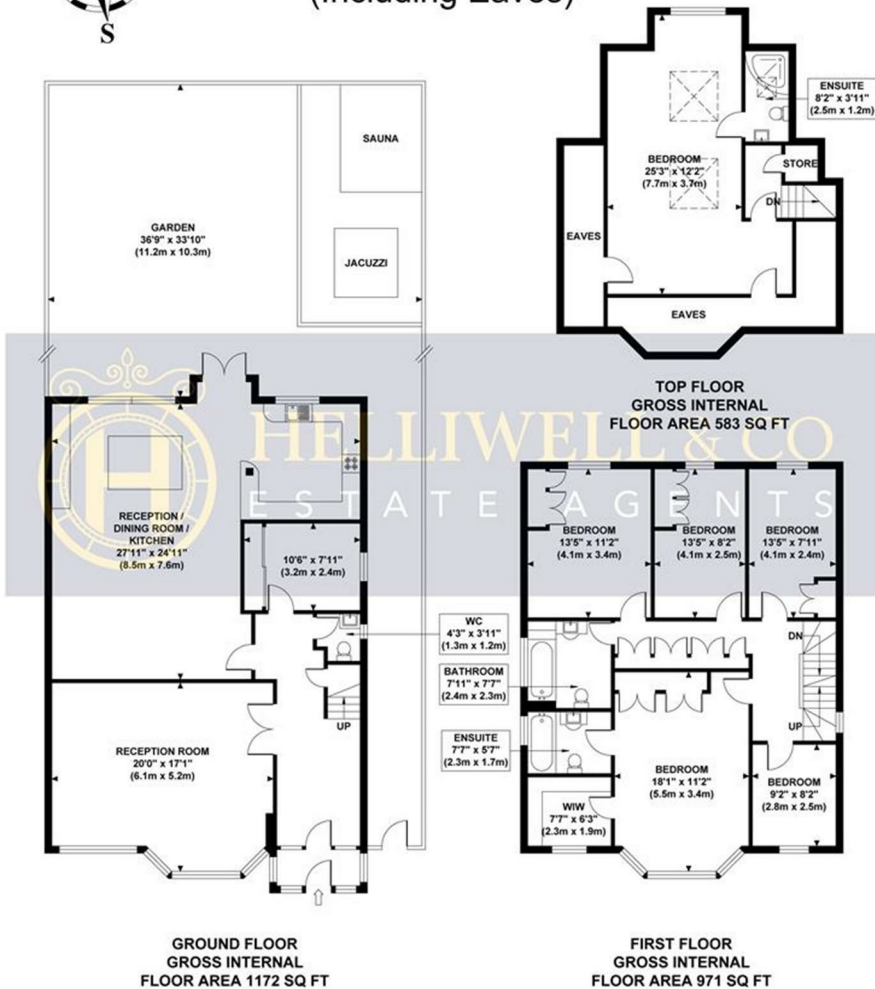 (Including Eaves)
S
ENSUITE
8'2" x 3'11"
(2.5m x 1.2m)
SAUNA
BEDROOM
25'3" x 12'2"
(7.7m x 3.7m)
STORE
DN
GARDEN
36'9" x 33'10"
(11.2m x 10.3m)
EAVES
JACUZZI
EAVES
TOP FLOOR
GROSS INTERNAL
FLOOR AREA 583 SQ FT
H
HELLIWELL & CO
ESTATE AGENTS
RECEPTION /
DINING ROOM /
KITCHEN
27'11" x 24'11"
(8.5m x 7.6m)
10'6" x 7'11"
(3.2m x 2.4m)
BEDROOM
13'5" x 11'2"
(4.1m x 3.4m)
BEDROOM
13'5" x 8'2"
(4.1m x 2.5m)
BEDROOM
13'5" x 7'11"
(4.1m x 2.4m)
WC
4'3" x 3'11"
(1.3m x 1.2m)
BATHROOM
7'11" x 7'7"
(2.4m x 2.3m)
ENSUITE
7'7" x 5'7"
(2.3m x 1.7m)
DN
UP
UP
RECEPTION ROOM
20'0" x 17'1"
(6.1m x 5.2m)
BEDROOM
18'1" x 11'2"
(5.5m x 3.4m)
BEDROOM
9'2" x 8'2"
(2.8m x 2.5m)
WIW
7'7" x 6'3"
(2.3m x 1.9m)
GROUND FLOOR
GROSS INTERNAL
FLOOR AREA 1172 SQ FT
FIRST FLOOR
GROSS INTERNAL
FLOOR AREA 971 SQ FT